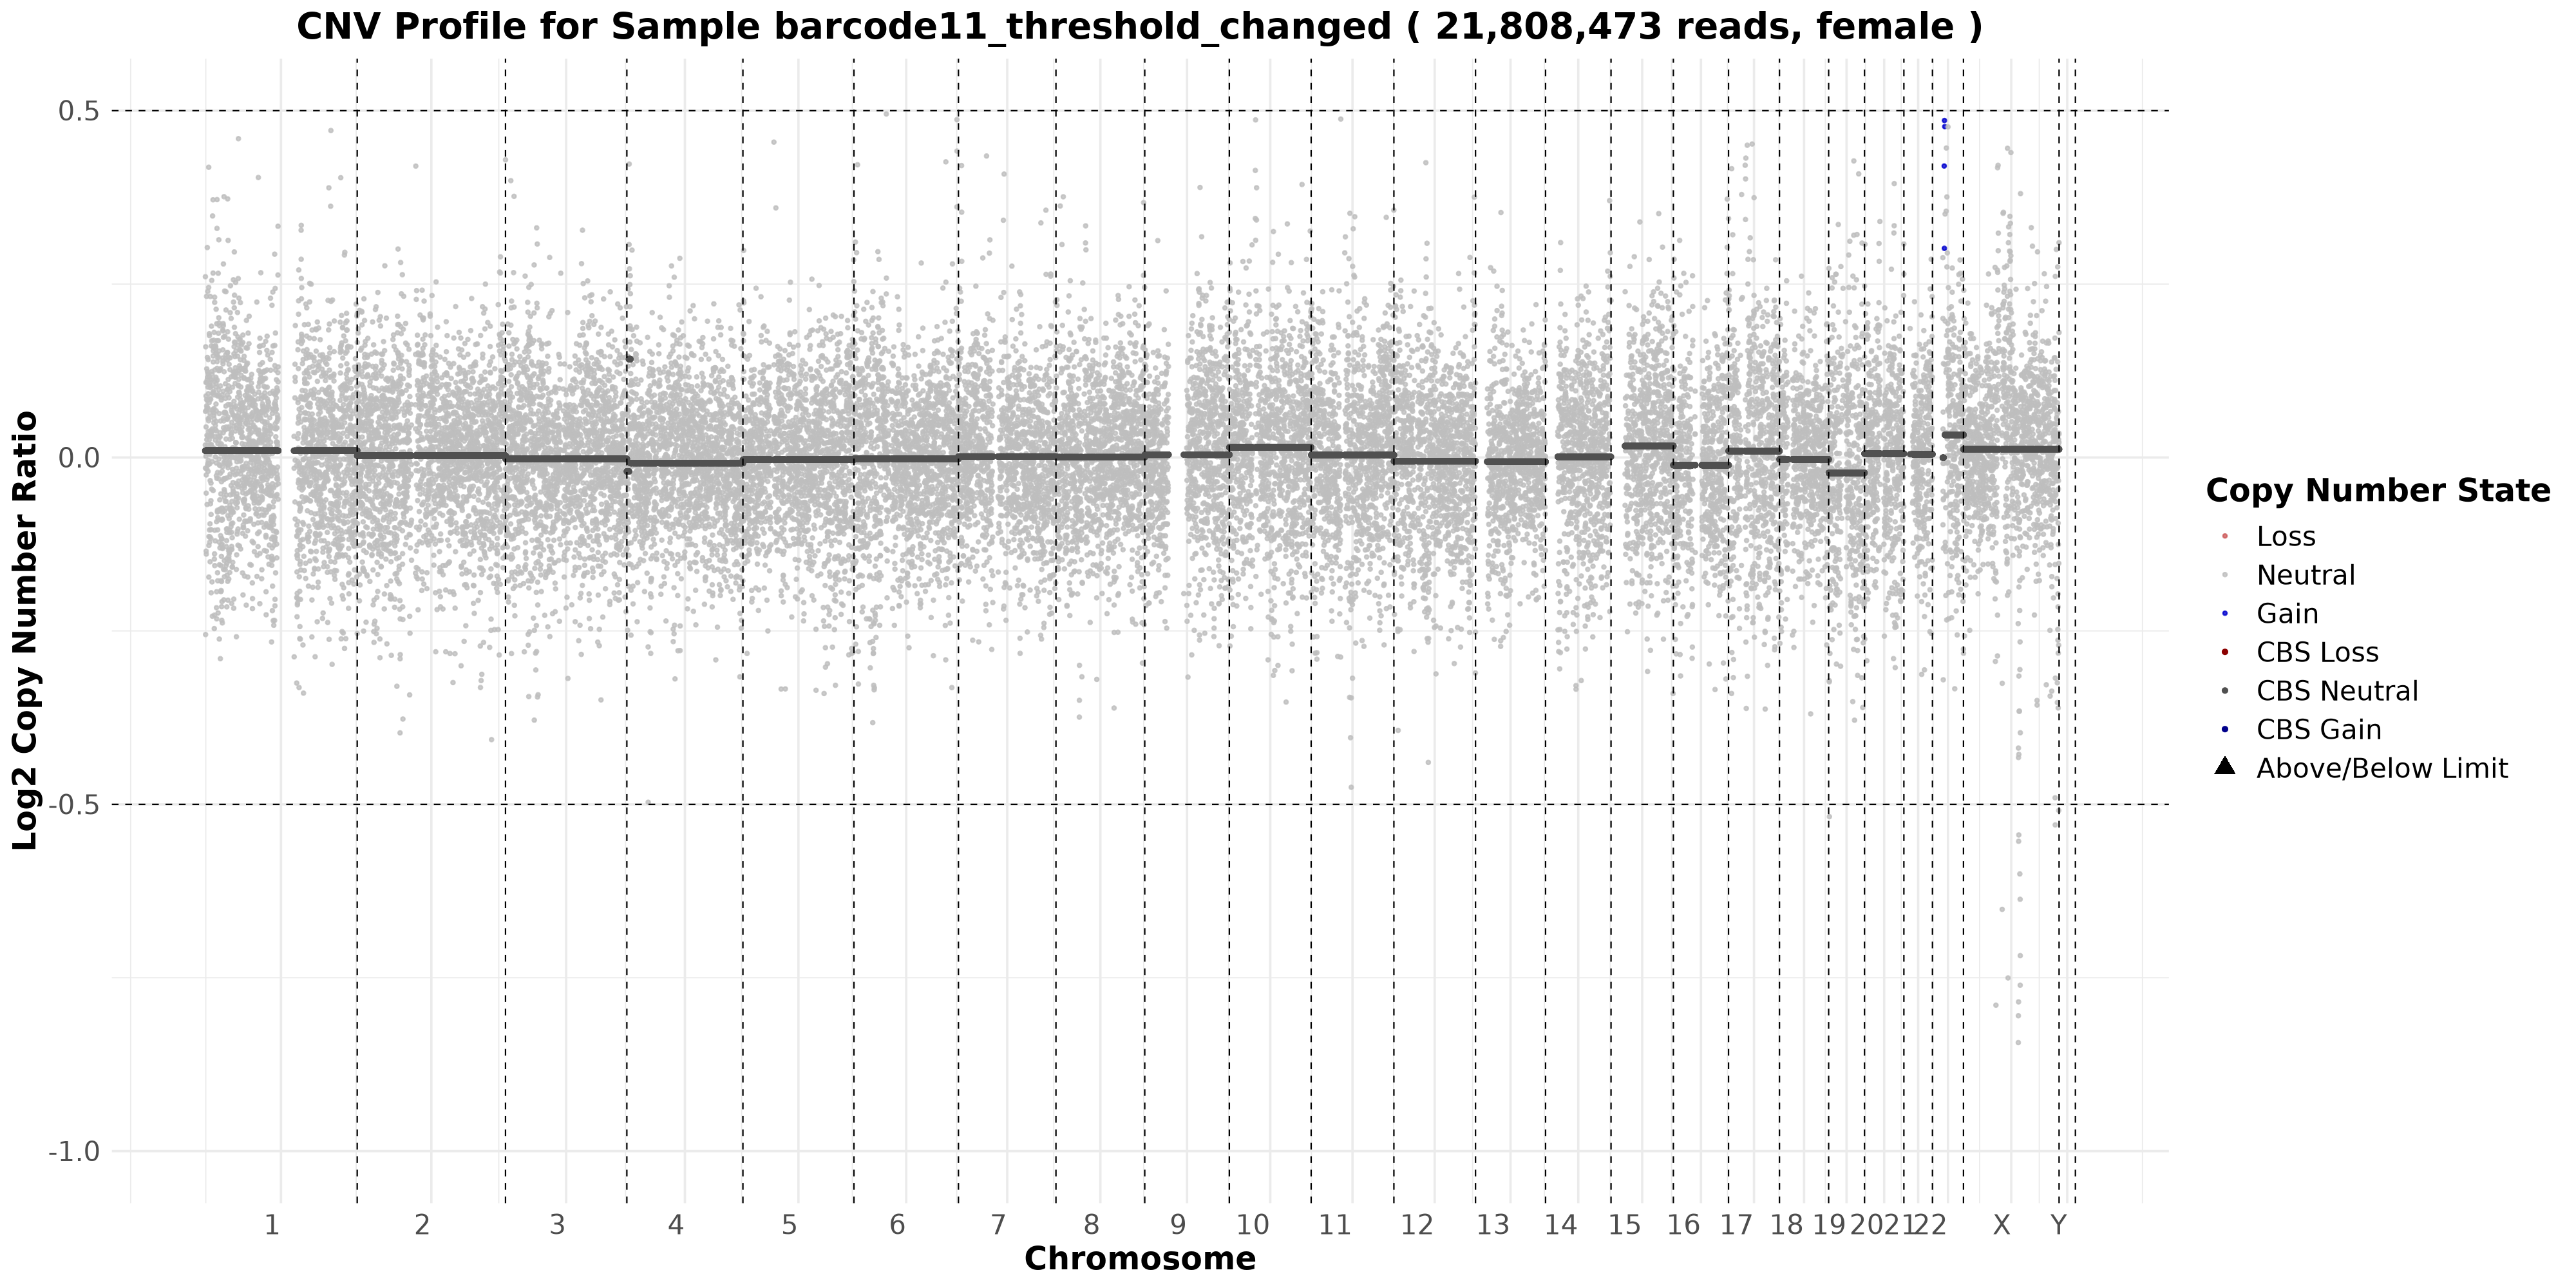 CNV Profile for Sample barcode11_threshold_changed ( 21,808,473 reads, female )
Log2 Copy Number Ratio
0.5
0.0
-0.5
-1.0
1 2 3 4 5 6 7 8 9 10 11 12 13 14 15 16 17 18 19 20 21 22 X Y
Chromosome
Copy Number State
Loss
Neutral
Gain
CBS Loss
CBS Neutral
CBS Gain
Above/Below Limit